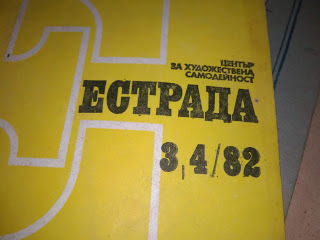 ЦЕНТЪР
ЗА ХУДОЖЕСТВЕНА
САМОДЕЙНОСТ
ЕСТРАДА
3,4/82